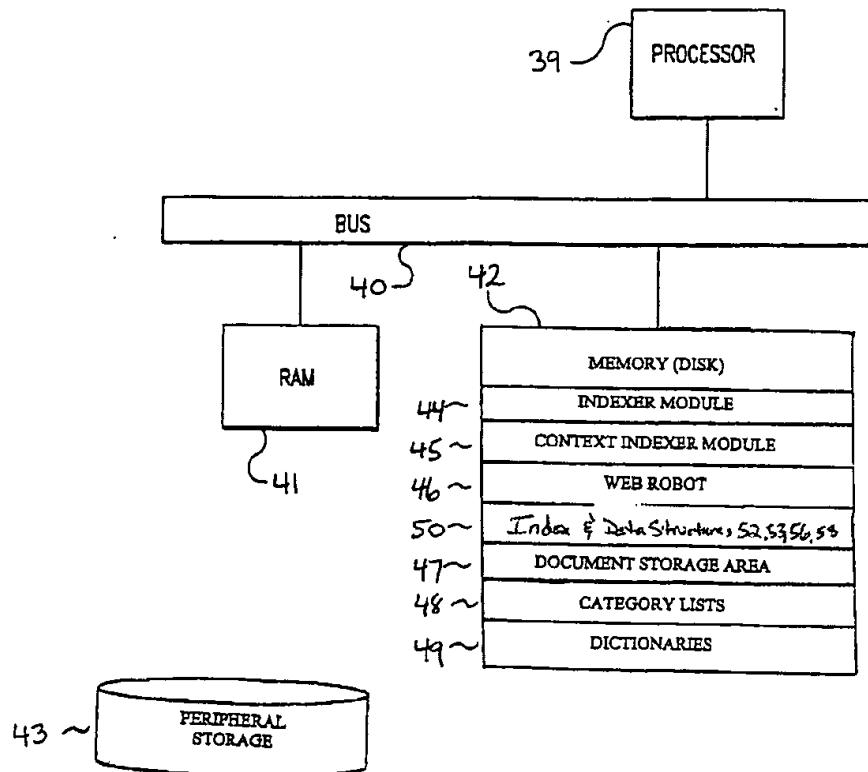 39
PROCESSOR
BUS
40
42
RAM
41
MEMORY (DISK)
44 ~ INDEXER MODULE
45 ~ CONTEXT INDEXER MODULE
46 ~ WEB ROBOT
50 ~ Index & Data Structures, 52, 53, 56, 58
47 ~ DOCUMENT STORAGE AREA
48 ~ CATEGORY LISTS
49 ~ DICTIONARIES
43 ~ PERIPHERAL
STORAGE